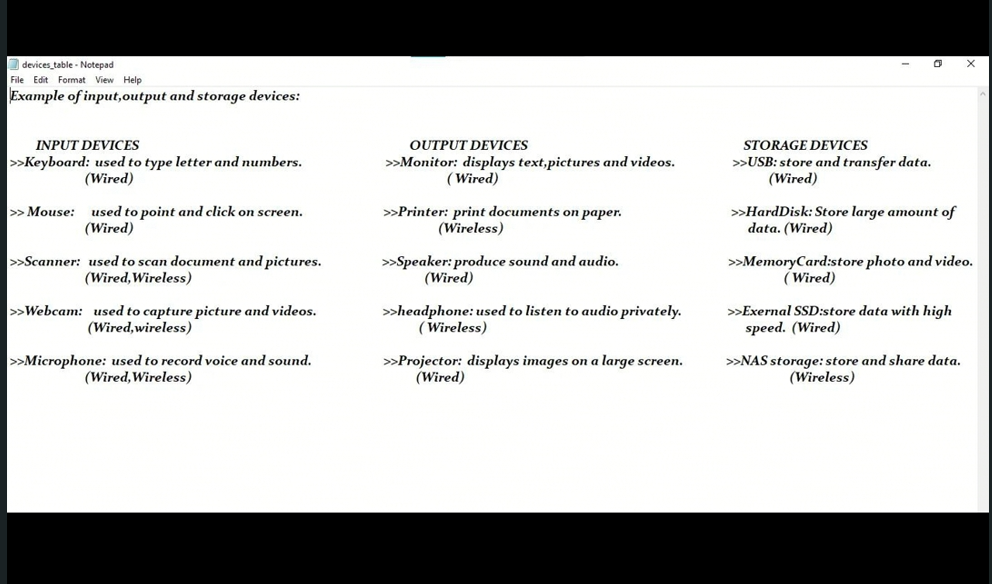 devices_table - Notepad
File Edit Format View Help
Example of input,output and storage devices:
INPUT DEVICES
>>Keyboard: used to type letter and numbers.
(Wired)
>> Mouse: used to point and click on screen.
(Wired)
>>Scanner: used to scan document and pictures.
(Wired,Wireless)
>>Webcam: used to capture picture and videos.
(Wired,wireless)
>>Microphone: used to record voice and sound.
(Wired,Wireless)
OUTPUT DEVICES
>>Monitor: displays text,pictures and videos.
( Wired)
>>Printer: print documents on paper.
(Wireless)
>>Speaker: produce sound and audio.
(Wired)
>>headphone: used to listen to audio privately.
( Wireless)
>>Projector: displays images on a large screen.
(Wired)
STORAGE DEVICES
>>USB: store and transfer data.
(Wired)
>>HardDisk: Store large amount of
data. (Wired)
>>MemoryCard:store photo and video.
( Wired)
>>Exernal SSD:store data with high
speed. (Wired)
>>NAS storage: store and share data.
(Wireless)